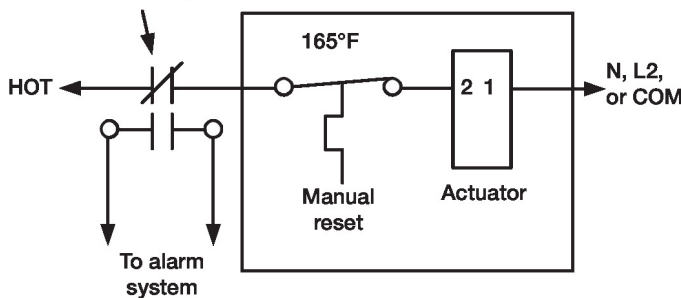 165°F
HOT
2 1
N, L2,
or COM
Manual
reset
Actuator
To alarm
system